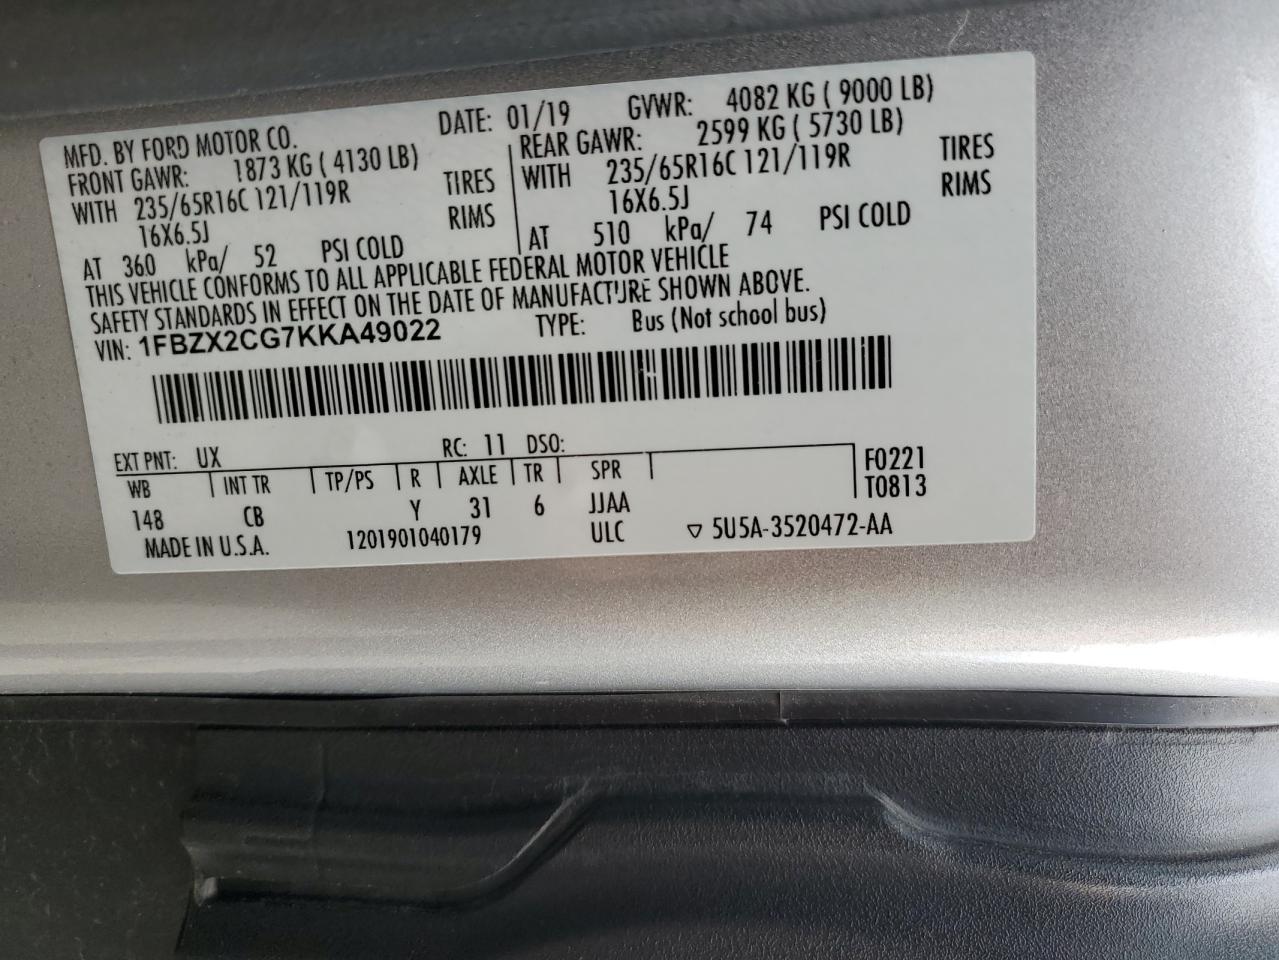 MFD. BY FORD MOTOR CO. DATE: 01/19 GVWR: 4082 KG ( 9000 LB)
FRONT GAWR: 1873 KG ( 4130 LB) REAR GAWR: 2599 KG ( 5730 LB)
WITH 235/65R16C 121/119R TIRES WITH 235/65R16C 121/119R TIRES
16X6.5J RIMS 16X6.5J RIMS
AT 360 kPa/ 52 PSI COLD AT 510 kPa/ 74 PSI COLD
THIS VEHICLE CONFORMS TO ALL APPLICABLE FEDERAL MOTOR VEHICLE
SAFETY STANDARDS IN EFFECT ON THE DATE OF MANUFACTURE SHOWN ABOVE.
VIN: 1FBZX2CG7KKA49022 TYPE: Bus (Not school bus)
EXT PNT: UX RC: 11 DSO:
WB INT TR TP/PS R AXLE TR SPR F0221
T0813
148 CB Y 31 6 JJAA
MADE IN U.S.A. 1201901040179 ULC ▽ 5U5A-3520472-AA